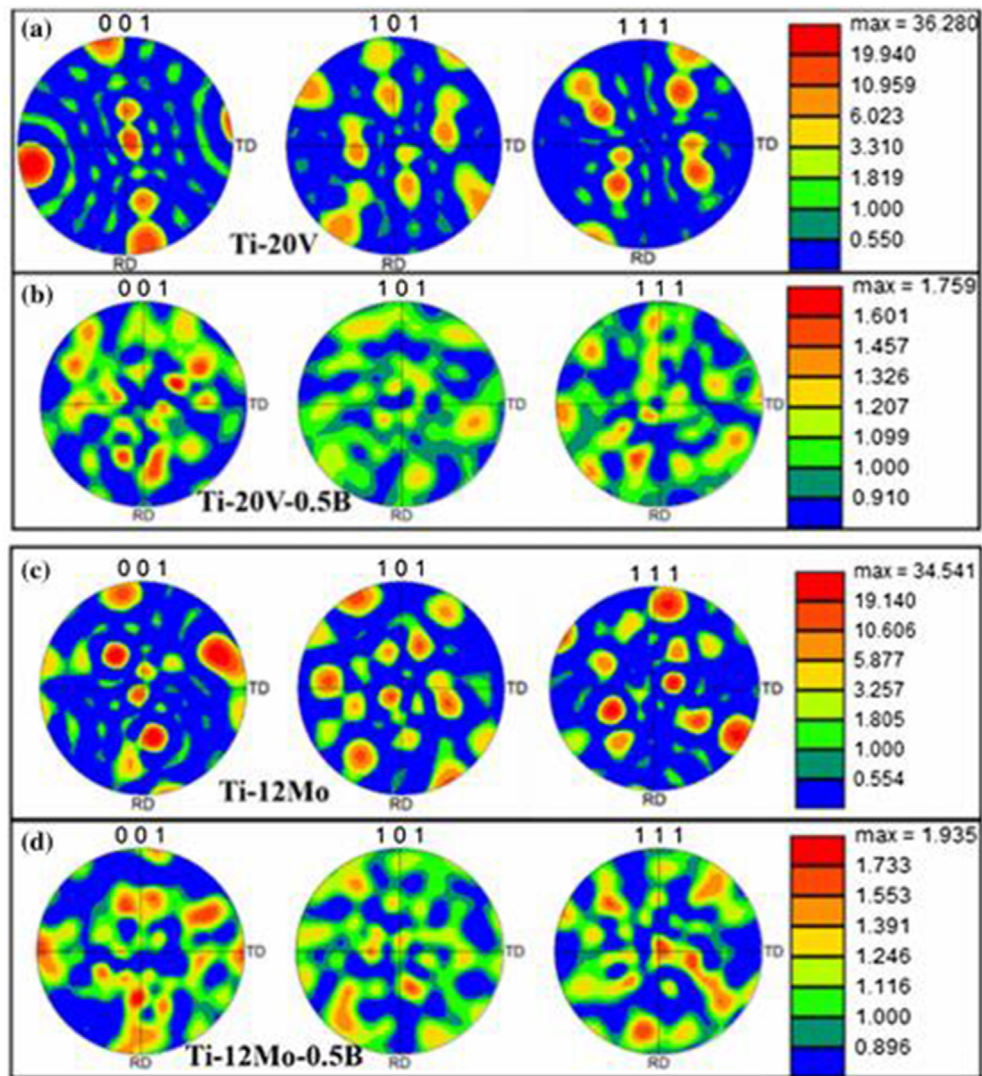 (a) 0 0 1 1 0 1 1 1 1 max = 36.280
19.940
10.959
6.023
TD TD TD 3.310
1.819
1.000
0.550
Ti-20V
RD RD RD
(b) 0 0 1 1 0 1 1 1 1 max = 1.759
1.601
1.457
1.326
TD TD TD 1.207
1.099
1.000
0.910
Ti-20V-0.5B
RD RD RD
(c) 0 0 1 1 0 1 1 1 1 max = 34.541
19.140
10.606
5.877
TD TD TD 3.257
1.805
1.000
0.554
Ti-12Mo
RD RD RD
(d) 0 0 1 1 0 1 1 1 1 max = 1.935
1.733
1.553
1.391
TD TD TD 1.246
1.116
1.000
0.896
Ti-12Mo-0.5B
RD RD RD